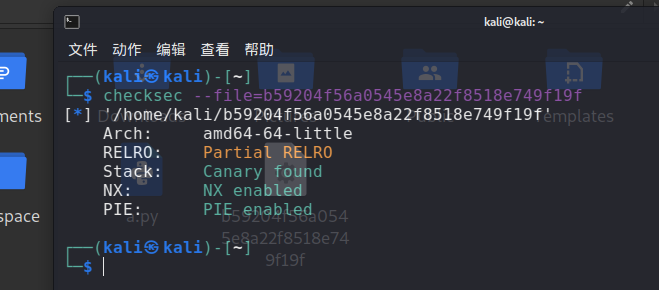 kali@kali: ~
文件 动作 编辑 查看 帮助
┌──(kali㉿kali)-[~]
└─$ checksec --file=b59204f56a0545e8a22f8518e749f19f
[*] '/home/kali/b59204f56a0545e8a22f8518e749f19f'
Arch: amd64-64-little
RELRO: Partial RELRO
Stack: Canary found
NX: NX enabled
PIE: PIE enabled
┌──(kali㉿kali)-[~]
└─$
ments
Templates
space
a.py
b59204f56a054
5e8a22f8518e74
9f19f